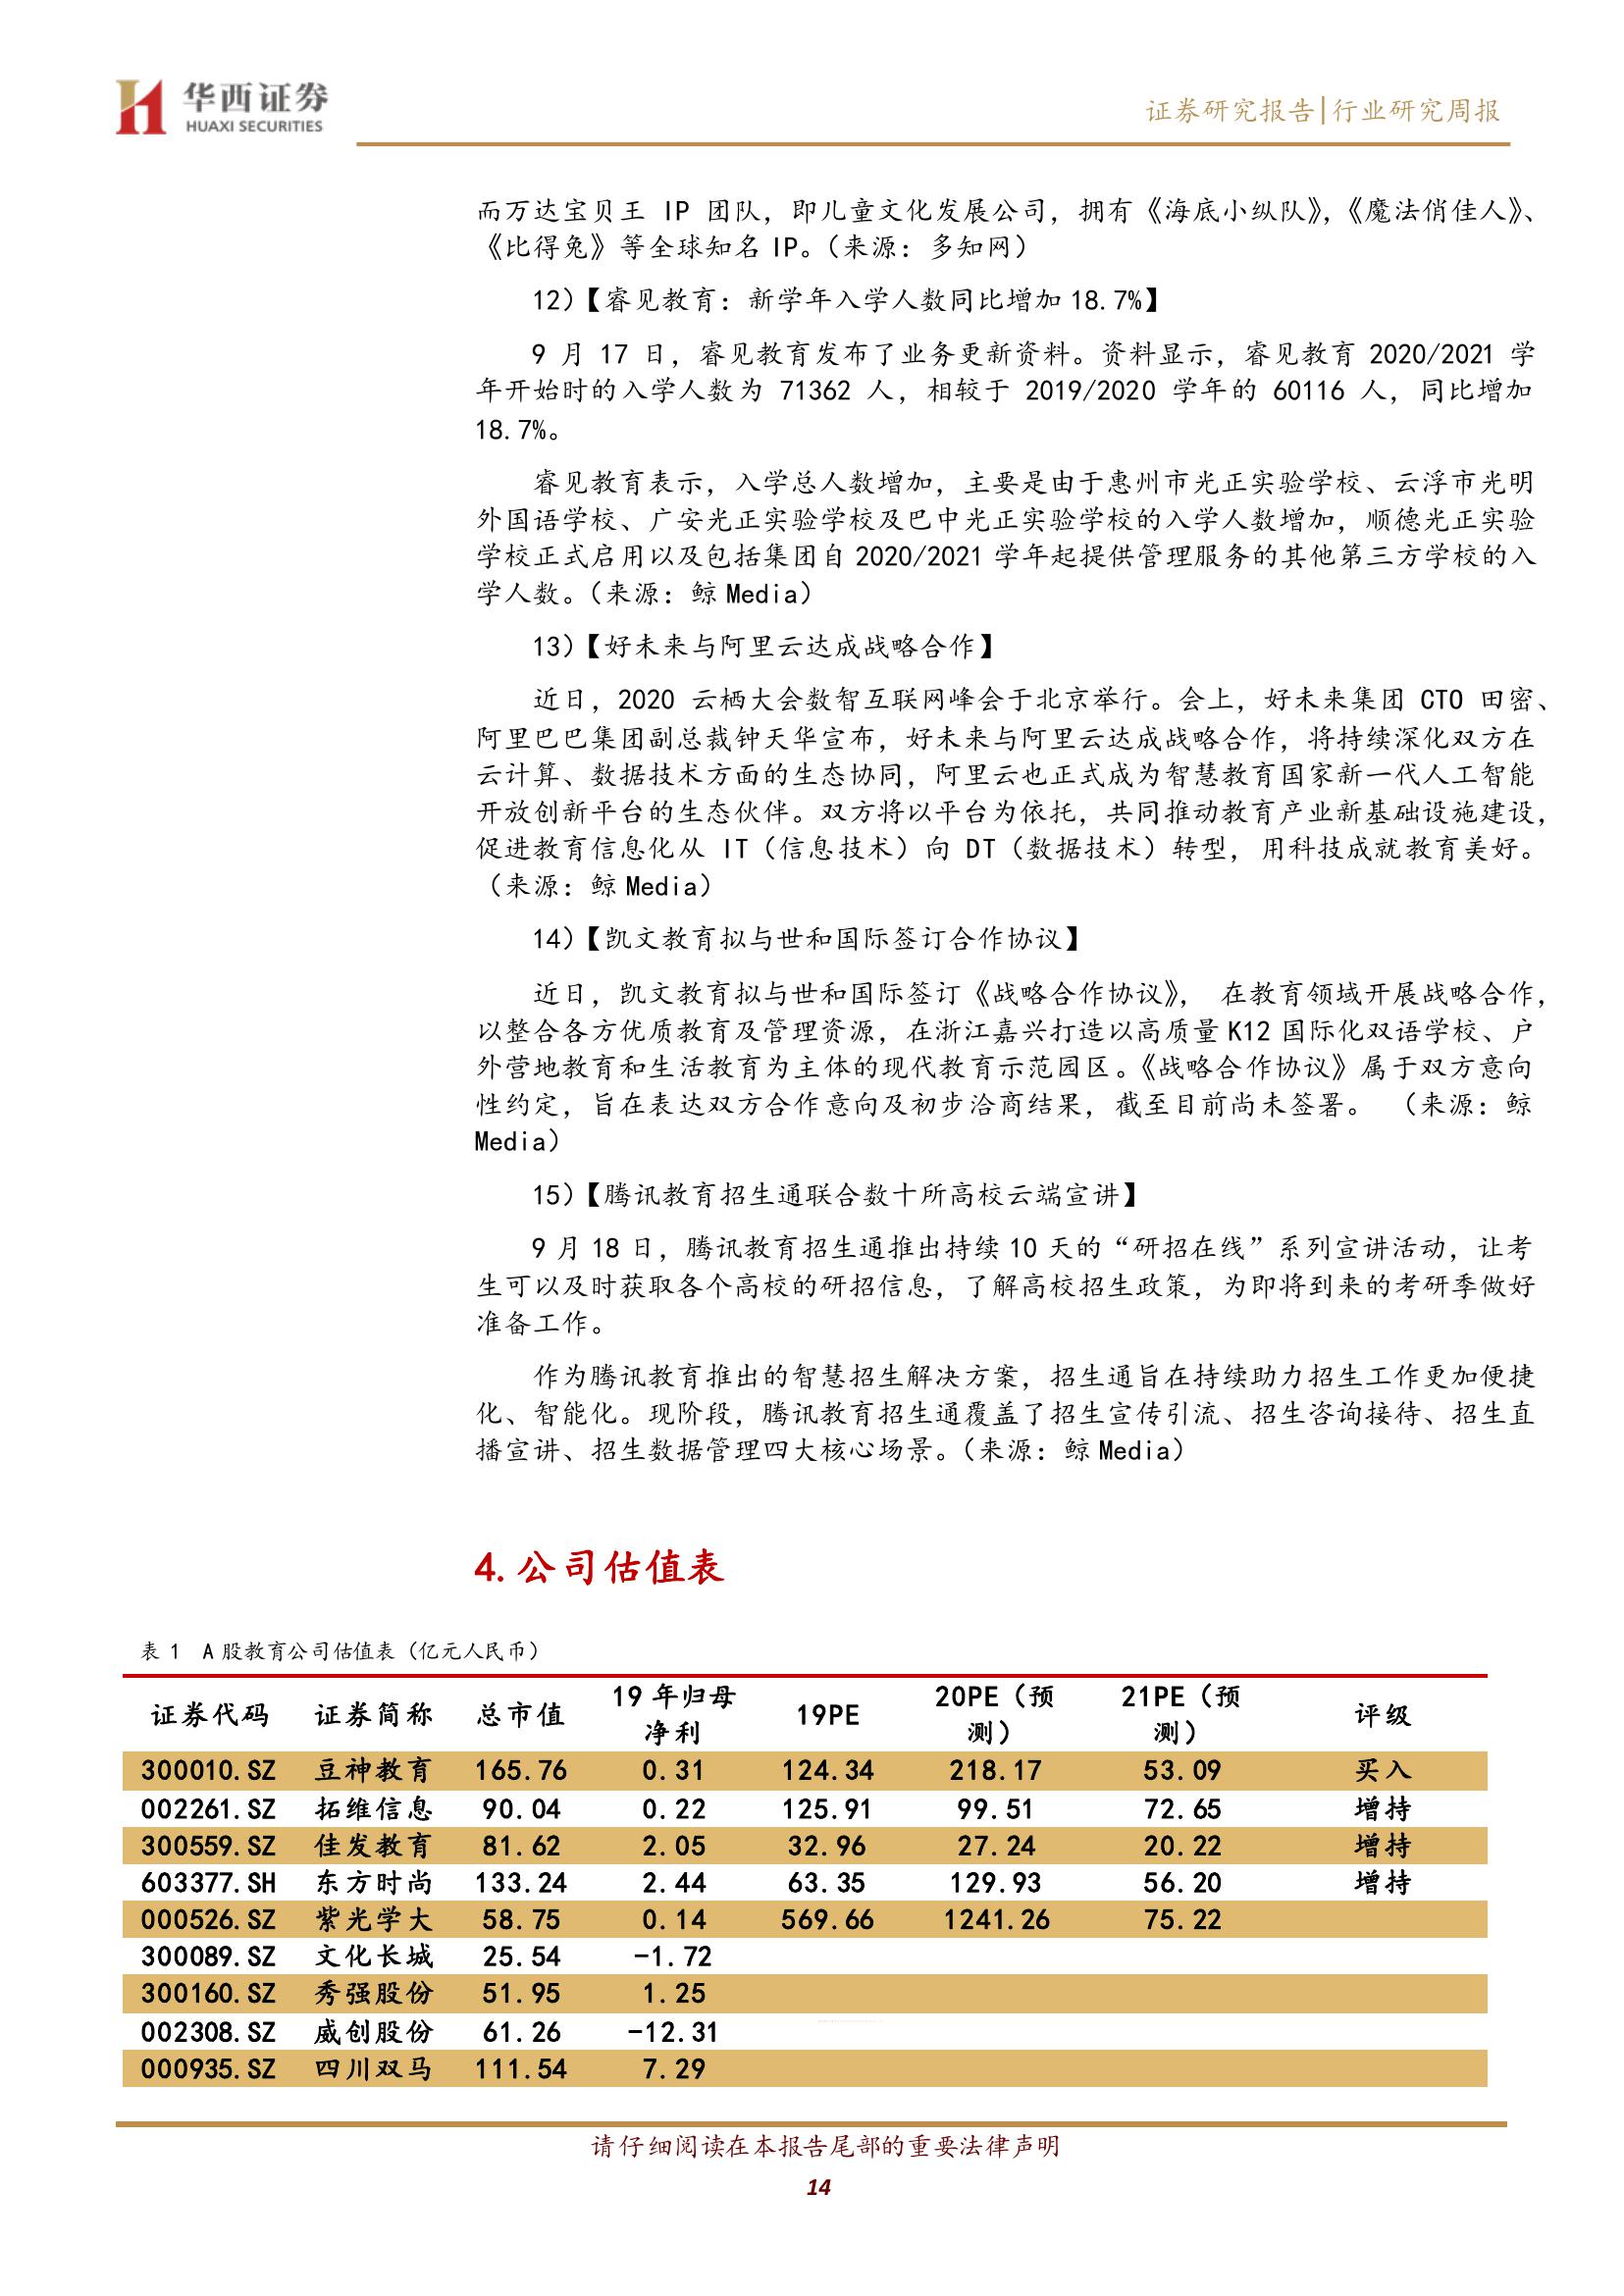 华西证券
HUAXI SECURITIES
证券研究报告|行业研究周报
而万达宝贝王 IP 团队，即儿童文化发展公司，拥有《海底小纵队》，《魔法俏佳人》、
《比得兔》等全球知名 IP。（来源：多知网）
12）【睿见教育：新学年入学人数同比增加 18.7%】
9 月 17 日，睿见教育发布了业务更新资料。资料显示，睿见教育 2020/2021 学
年开始时的入学人数为 71362 人，相较于 2019/2020 学年的 60116 人，同比增加
18.7%。
睿见教育表示，入学总人数增加，主要是由于惠州市光正实验学校、云浮市光明
外国语学校、广安光正实验学校及巴中光正实验学校的入学人数增加，顺德光正实验
学校正式启用以及包括集团自 2020/2021 学年起提供管理服务的其他第三方学校的入
学人数。（来源：鲸 Media）
13）【好未来与阿里云达成战略合作】
近日，2020 云栖大会数智互联网峰会于北京举行。会上，好未来集团 CTO 田密、
阿里巴巴集团副总裁钟天华宣布，好未来与阿里云达成战略合作，将持续深化双方在
云计算、数据技术方面的生态协同，阿里云也正式成为智慧教育国家新一代人工智能
开放创新平台的生态伙伴。双方将以平台为依托，共同推动教育产业新基础设施建设，
促进教育信息化从 IT（信息技术）向 DT（数据技术）转型，用科技成就教育美好。
（来源：鲸 Media）
14）【凯文教育拟与世和国际签订合作协议】
近日，凯文教育拟与世和国际签订《战略合作协议》， 在教育领域开展战略合作，
以整合各方优质教育及管理资源，在浙江嘉兴打造以高质量 K12 国际化双语学校、户
外营地教育和生活教育为主体的现代教育示范园区。《战略合作协议》属于双方意向
性约定，旨在表达双方合作意向及初步洽商结果，截至目前尚未签署。 （来源：鲸
Media）
15）【腾讯教育招生通联合数十所高校云端宣讲】
9 月 18 日，腾讯教育招生通推出持续 10 天的“研招在线”系列宣讲活动，让考
生可以及时获取各个高校的研招信息，了解高校招生政策，为即将到来的考研季做好
准备工作。
作为腾讯教育推出的智慧招生解决方案，招生通旨在持续助力招生工作更加便捷
化、智能化。现阶段，腾讯教育招生通覆盖了招生宣传引流、招生咨询接待、招生直
播宣讲、招生数据管理四大核心场景。（来源：鲸 Media）
4. 公司估值表
表 1 A 股教育公司估值表（亿元人民币）
证券代码 证券简称 总市值 19 年归母净利 19PE 20PE（预测） 21PE（预测） 评级
300010.SZ 豆神教育 165.76 0.31 124.34 218.17 53.09 买入
002261.SZ 拓维信息 90.04 0.22 125.91 99.51 72.65 增持
300559.SZ 佳发教育 81.62 2.05 32.96 27.24 20.22 增持
603377.SH 东方时尚 133.24 2.44 63.35 129.93 56.20 增持
000526.SZ 紫光学大 58.75 0.14 569.66 1241.26 75.22
300089.SZ 文化长城 25.54 -1.72
300160.SZ 秀强股份 51.95 1.25
002308.SZ 威创股份 61.26 -12.31
000935.SZ 四川双马 111.54 7.29
请仔细阅读在本报告尾部的重要法律声明
14